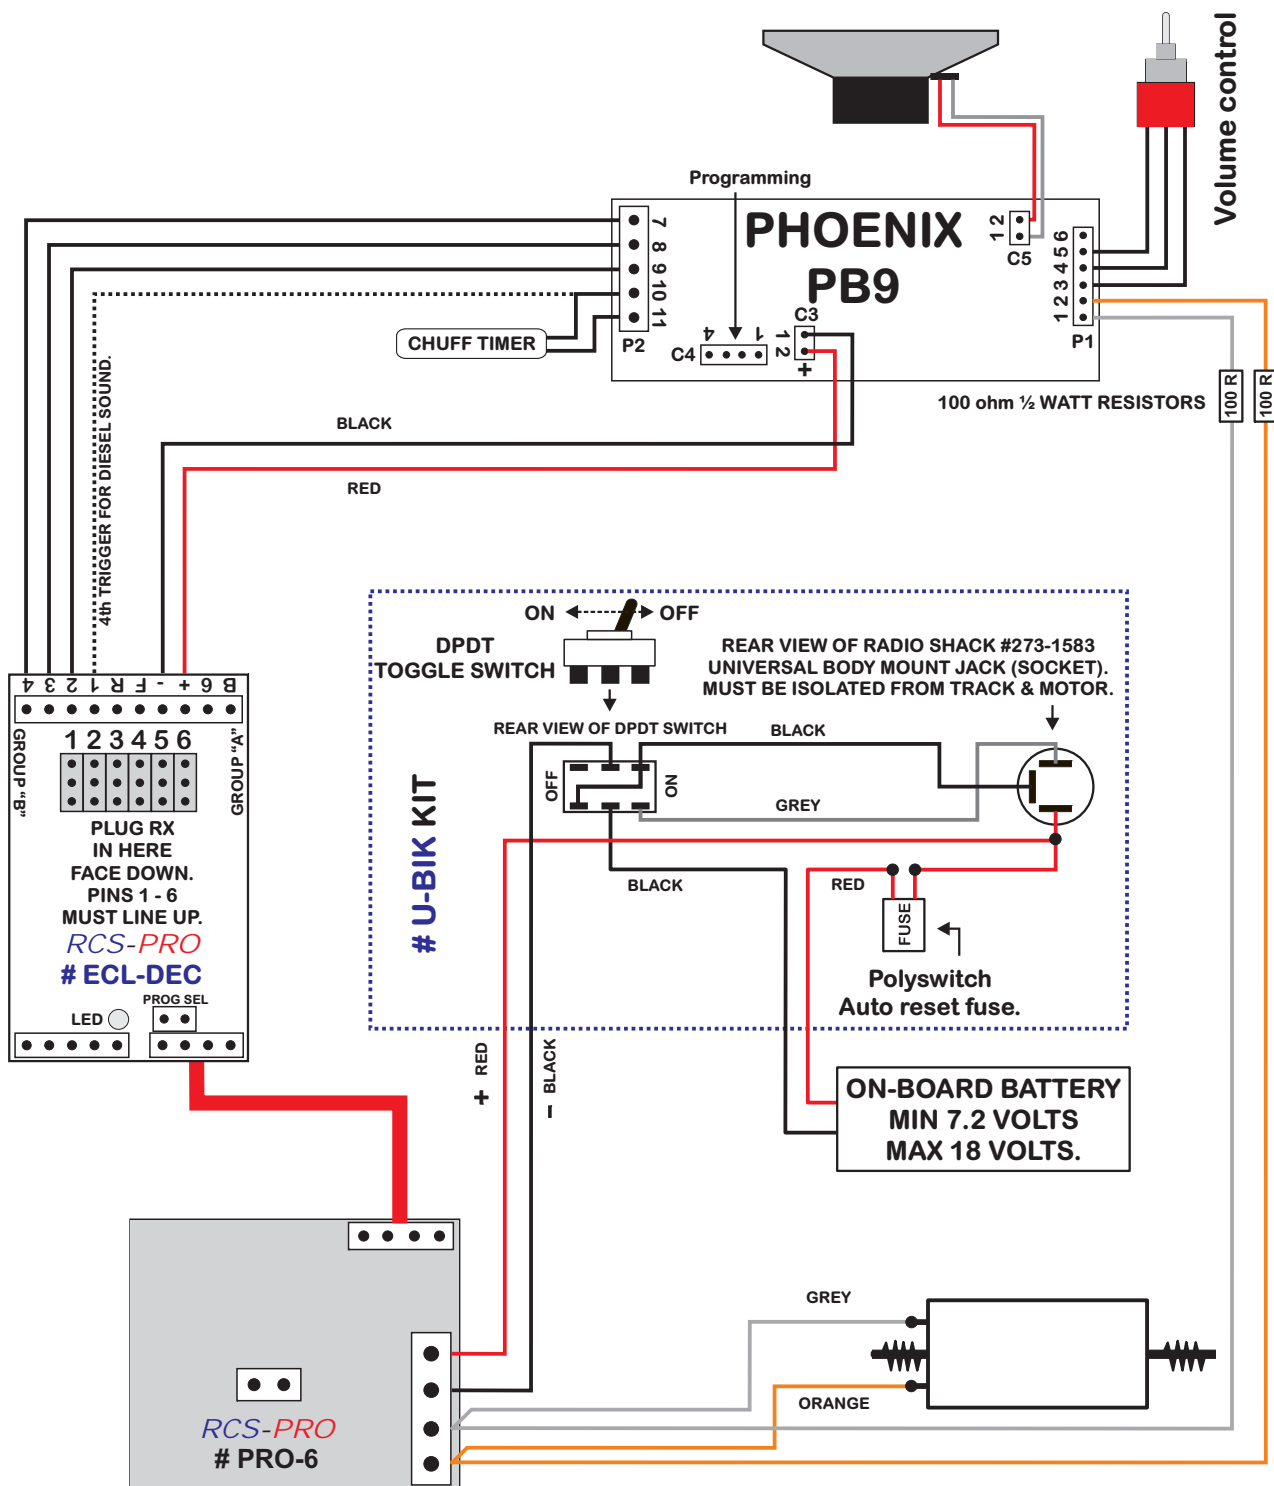 Volume control
Programming
PHOENIX
PB9
7
8
9
10
11
P2
1 2
C5
1 2 3 4 5 6
P1
C3
1 2
+
C4
4 1
CHUFF TIMER
100 ohm ½ WATT RESISTORS
100 R
100 R
4th TRIGGER FOR DIESEL SOUND.
BLACK
RED
4 3 2 1 R F - + 6 B
GROUP "B"
GROUP "A"
1 2 3 4 5 6
PLUG RX
IN HERE
FACE DOWN.
PINS 1 - 6
MUST LINE UP.
RCS-PRO
# ECL-DEC
PROG SEL
LED
ON
OFF
DPDT
TOGGLE SWITCH
REAR VIEW OF RADIO SHACK #273-1583
UNIVERSAL BODY MOUNT JACK (SOCKET).
MUST BE ISOLATED FROM TRACK & MOTOR.
REAR VIEW OF DPDT SWITCH
BLACK
OFF
ON
GREY
# U-BIK KIT
BLACK
RED
FUSE
Polyswitch
Auto reset fuse.
+ RED
– BLACK
ON-BOARD BATTERY
MIN 7.2 VOLTS
MAX 18 VOLTS.
GREY
ORANGE
RCS-PRO
# PRO-6